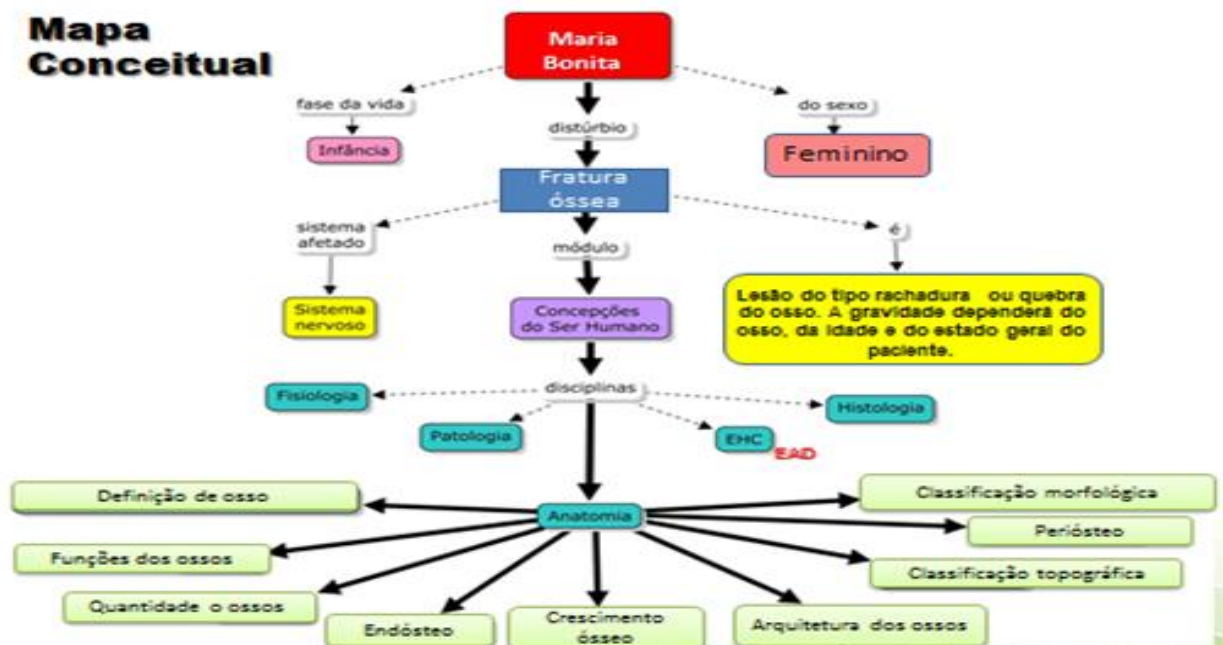 Mapa
Conceitual
Maria
Bonita
fase da vida
do sexo
distúrbio
Infância
Feminino
Fratura
óssea
sistema
afetado
módulo
é
Sistema
nervoso
Concepções
do Ser Humano
Lesão do tipo rachadura ou quebra
do osso. A gravidade dependerá do
osso, da idade e do estado geral do
paciente.
disciplinas
Fisiologia
Histologia
Patologia
EHC
EAD
Definição de osso
Classificação morfológica
Anatomia
Periósteo
Funções dos ossos
Classificação topográfica
Quantidade o ossos
Endósteo
Crescimento
ósseo
Arquitetura dos ossos